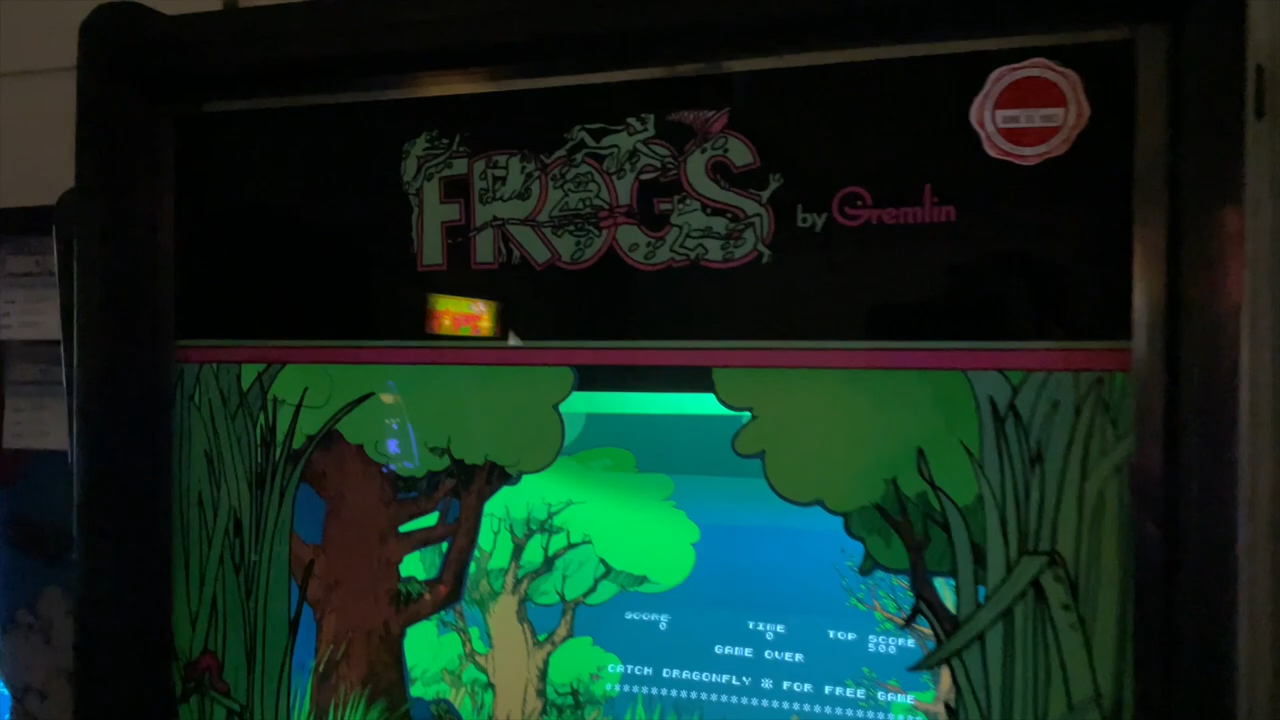 FROGS
by Gremlin
SCORE TIME TOP SCORE
0 0 500
GAME OVER
CATCH DRAGONFLY ※ FOR FREE GAME